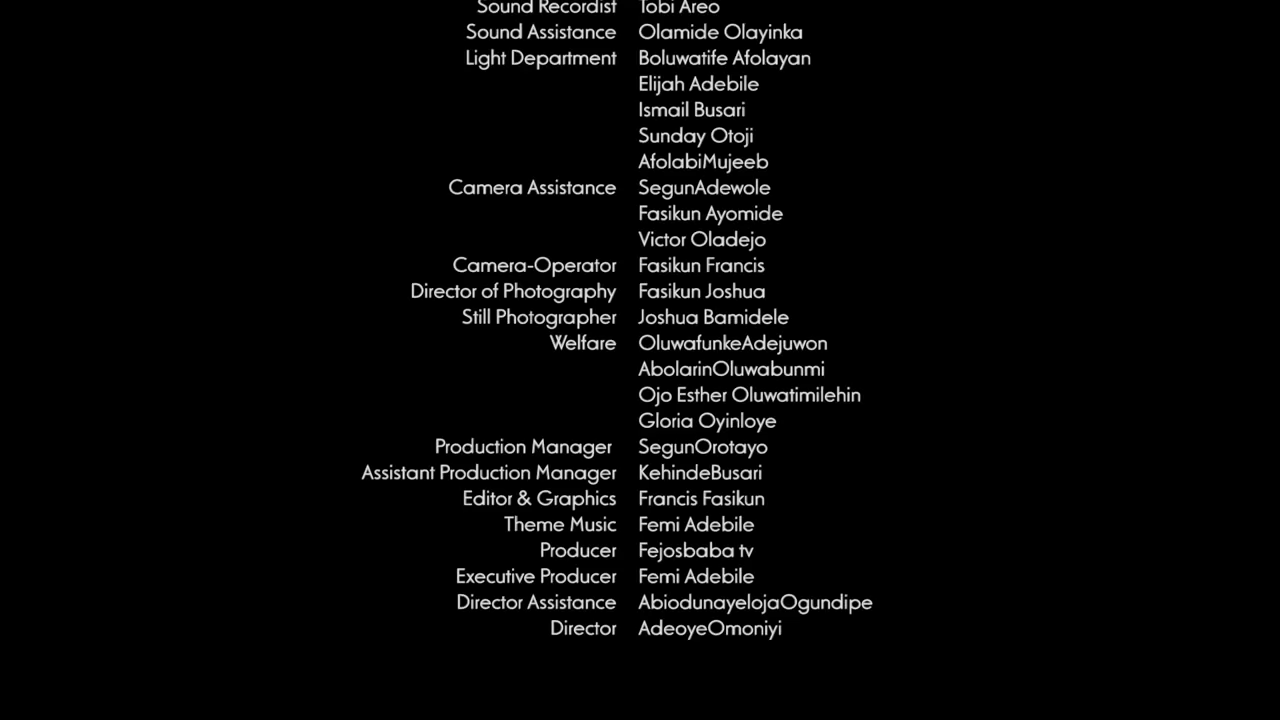 Sound Recordist Tobi Areo
Sound Assistance Olamide Olayinka
Light Department Boluwatife Afolayan
Elijah Adebile
Ismail Busari
Sunday Otoji
AfolabiMujeeb
Camera Assistance SegunAdewole
Fasikun Ayomide
Victor Oladejo
Camera-Operator Fasikun Francis
Director of Photography Fasikun Joshua
Still Photographer Joshua Bamidele
Welfare OluwafunkeAdejuwon
AbolarinOluwabunmi
Ojo Esther Oluwatimilehin
Gloria Oyinloye
Production Manager SegunOrotayo
Assistant Production Manager KehindeBusari
Editor & Graphics Francis Fasikun
Theme Music Femi Adebile
Producer Fejosbaba tv
Executive Producer Femi Adebile
Director Assistance AbiodunayelojaOgundipe
Director AdeoyeOmoniyi